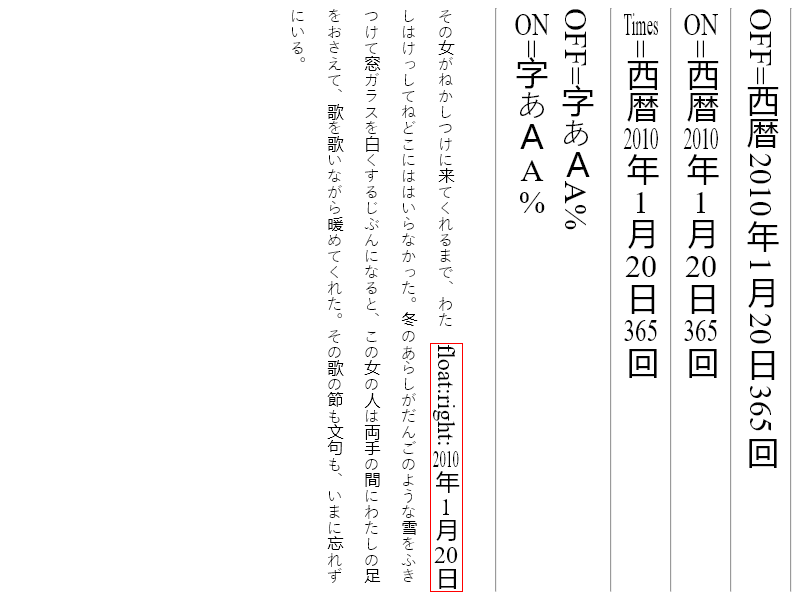 OFF=西暦2010年1月20日365回
ON=西暦2010年1月20日365回
Times=西暦2010年1月20日365回
OFF=字あAA%
ON=字あAA%
その女がねかしつけに来てくれるまで、わた
float:right: 2010年1月20日
しはけっしてねどこにははいらなかった。冬のあらしがだんごのような雪をふき
つけて窓ガラスを白くするじぶんになると、この女の人は両手の間にわたしの足
をおさえて、歌を歌いながら暖めてくれた。その歌の節も文句も、いまに忘れず
にいる。